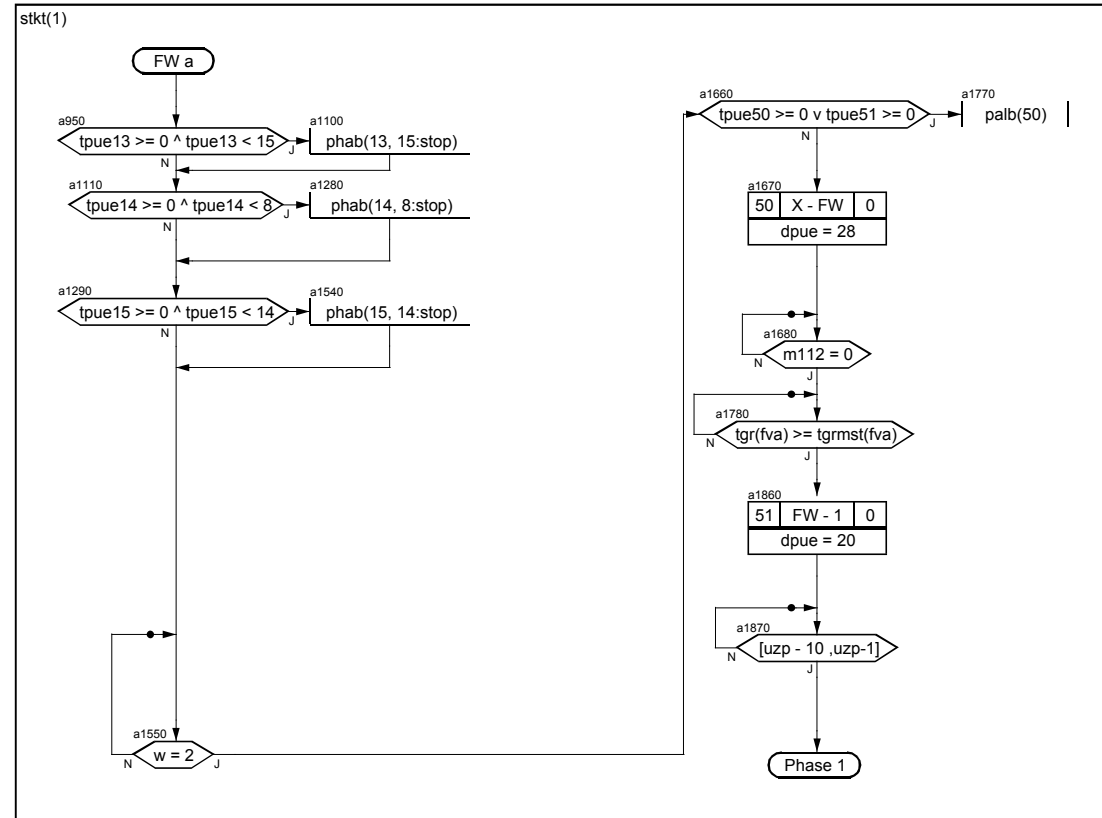 stkt(1)
FW a
a950
tpue13 >= 0 ^ tpue13 < 15
J
N
a1100
phab(13, 15:stop)
a1110
tpue14 >= 0 ^ tpue14 < 8
J
N
a1280
phab(14, 8:stop)
a1290
tpue15 >= 0 ^ tpue15 < 14
J
N
a1540
phab(15, 14:stop)
a1550
w = 2
N
J
a1660
tpue50 >= 0 v tpue51 >= 0
J
N
a1770
palb(50)
a1670
50 X - FW 0
dpue = 28
a1680
m112 = 0
N
J
a1780
tgr(fva) >= tgrmst(fva)
N
J
a1860
51 FW - 1 0
dpue = 20
a1870
[uzp - 10 ,uzp-1]
N
J
Phase 1